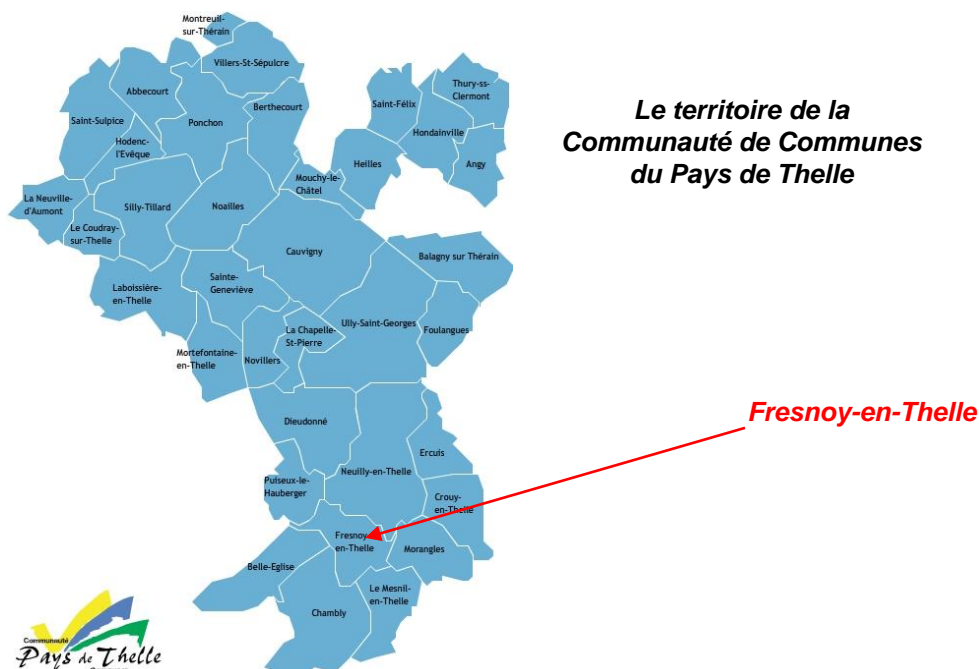 Montreuil-
sur-Thérain
Villers-St-Sépulcre
Abbecourt
Thury-ss-
Clermont
Saint-Félix
Berthecourt
Saint-Sulpice
Ponchon
Hondainville
Hodenc-
l'Evêque
Heilles
Angy
Mouchy-le-
Châtel
La Neuville-
d'Aumont
Silly-Tillard
Noailles
Le Coudray-
sur-Thelle
Cauvigny
Balagny sur Thérain
Sainte-
Geneviève
Laboissière-
en-Thelle
La Chapelle-
St-Pierre
Ully-Saint-Georges
Foulangues
Mortefontaine-
en-Thelle
Novillers
Dieudonné
Ercuis
Neuilly-en-Thelle
Puiseux-le-
Hauberger
Crouy-
en-Thelle
Fresnoy-
en-Thelle
Morangles
Belle-Eglise
Le Mesnil-
en-Thelle
Chambly
Le territoire de la
Communauté de Communes
du Pays de Thelle
Fresnoy-en-Thelle
Communauté
Pays de Thelle